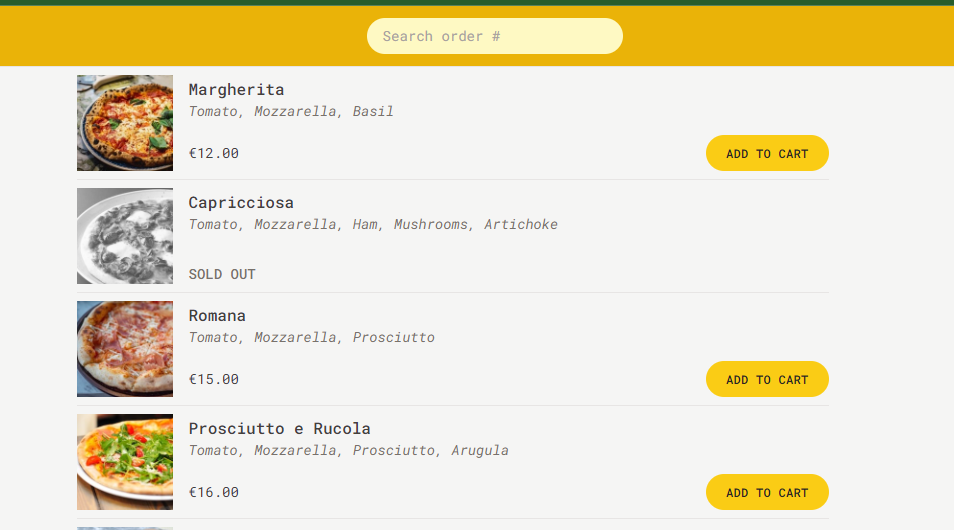 Search order #
Margherita
Tomato, Mozzarella, Basil
€12.00
ADD TO CART
Capricciosa
Tomato, Mozzarella, Ham, Mushrooms, Artichoke
SOLD OUT
Romana
Tomato, Mozzarella, Prosciutto
€15.00
ADD TO CART
Prosciutto e Rucola
Tomato, Mozzarella, Prosciutto, Arugula
€16.00
ADD TO CART